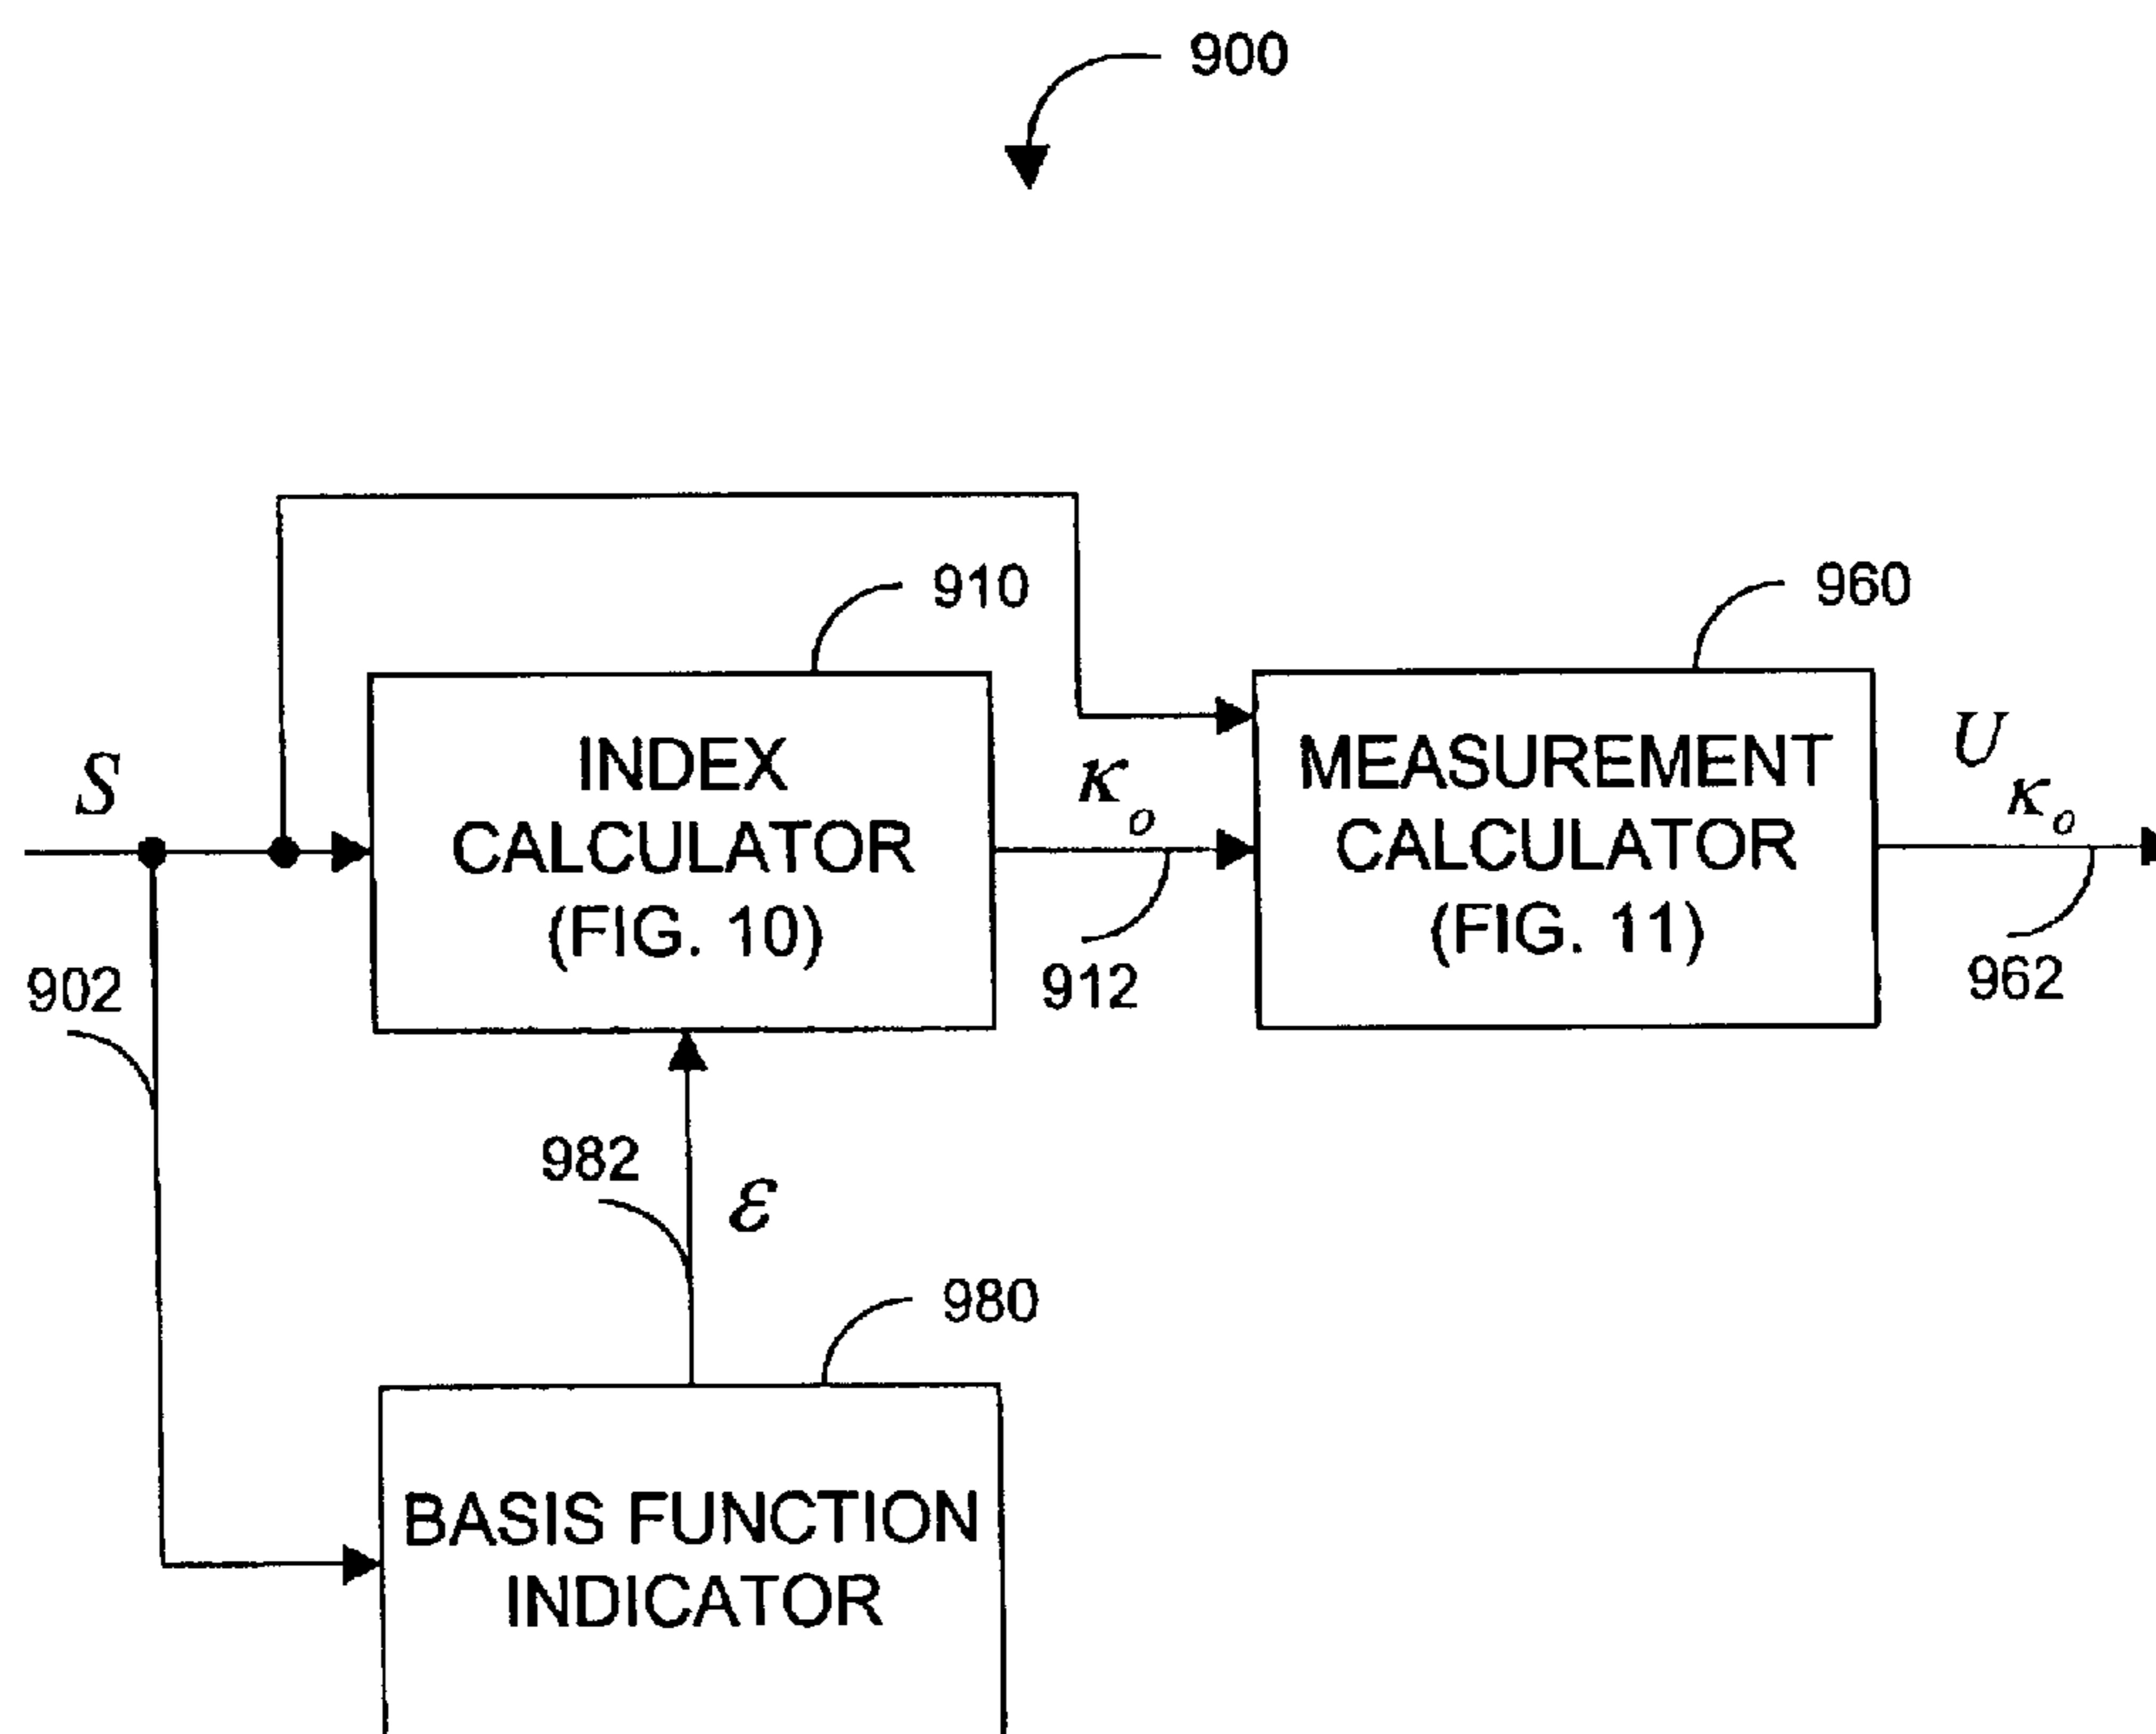 900
910
960
INDEX
CALCULATOR
(FIG. 10)
MEASUREMENT
CALCULATOR
(FIG. 11)
S
κo
U κo
902
912
962
982
ε
980
BASIS FUNCTION
INDICATOR